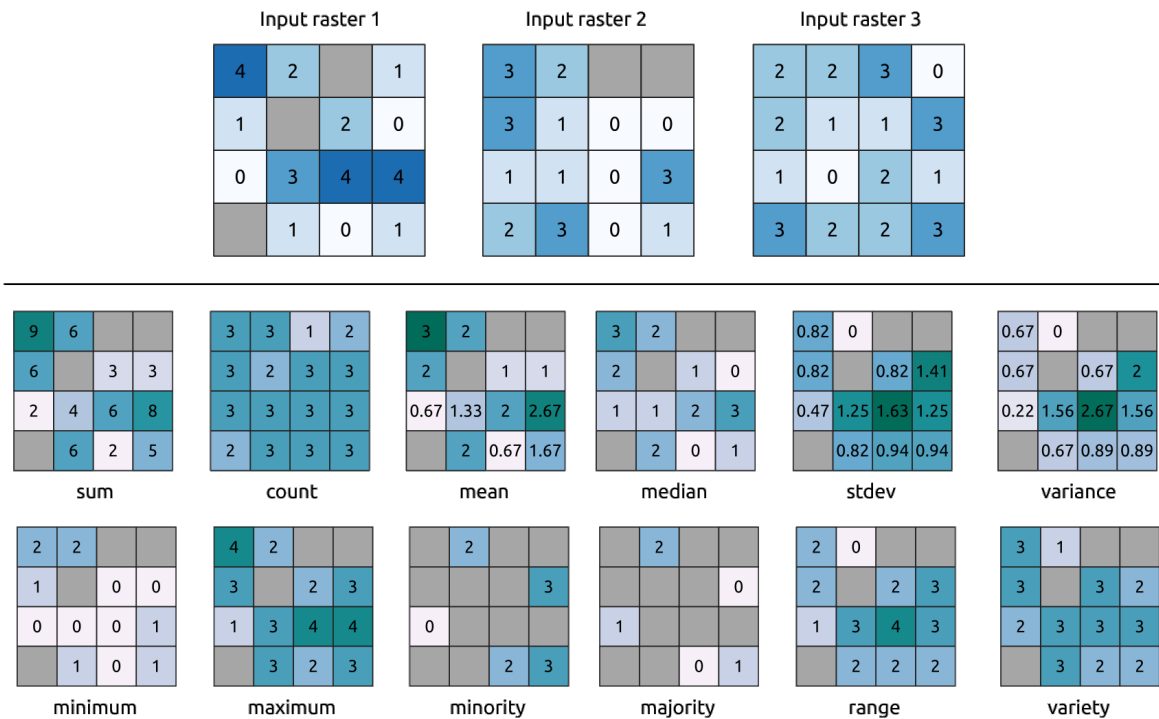 Input raster 1 Input raster 2 Input raster 3
4 2 1 3 2 2 2 3 0
1 2 0 3 1 0 0 2 1 1 3
0 3 4 4 1 1 0 3 1 0 2 1
1 0 1 2 3 0 1 3 2 2 3
9 6 3 3 1 2 3 2 3 2 0.82 0 0.67 0
6 3 3 3 2 3 3 2 1 1 2 1 0 0.82 0.82 1.41 0.67 0.67 2
2 4 6 8 3 3 3 3 0.67 1.33 2 2.67 1 1 2 3 0.47 1.25 1.63 1.25 0.22 1.56 2.67 1.56
6 2 5 2 3 3 3 2 0.67 1.67 2 0 1 0.82 0.94 0.94 0.67 0.89 0.89
sum count mean median stdev variance
2 2 4 2 2 2 2 0 3 1
1 0 0 3 2 3 3 0 2 2 3 3 3 2
0 0 0 1 1 3 4 4 0 1 1 3 4 3 2 3 3 3
1 0 1 3 2 3 2 3 0 1 2 2 2 3 2 2
minimum maximum minority majority range variety